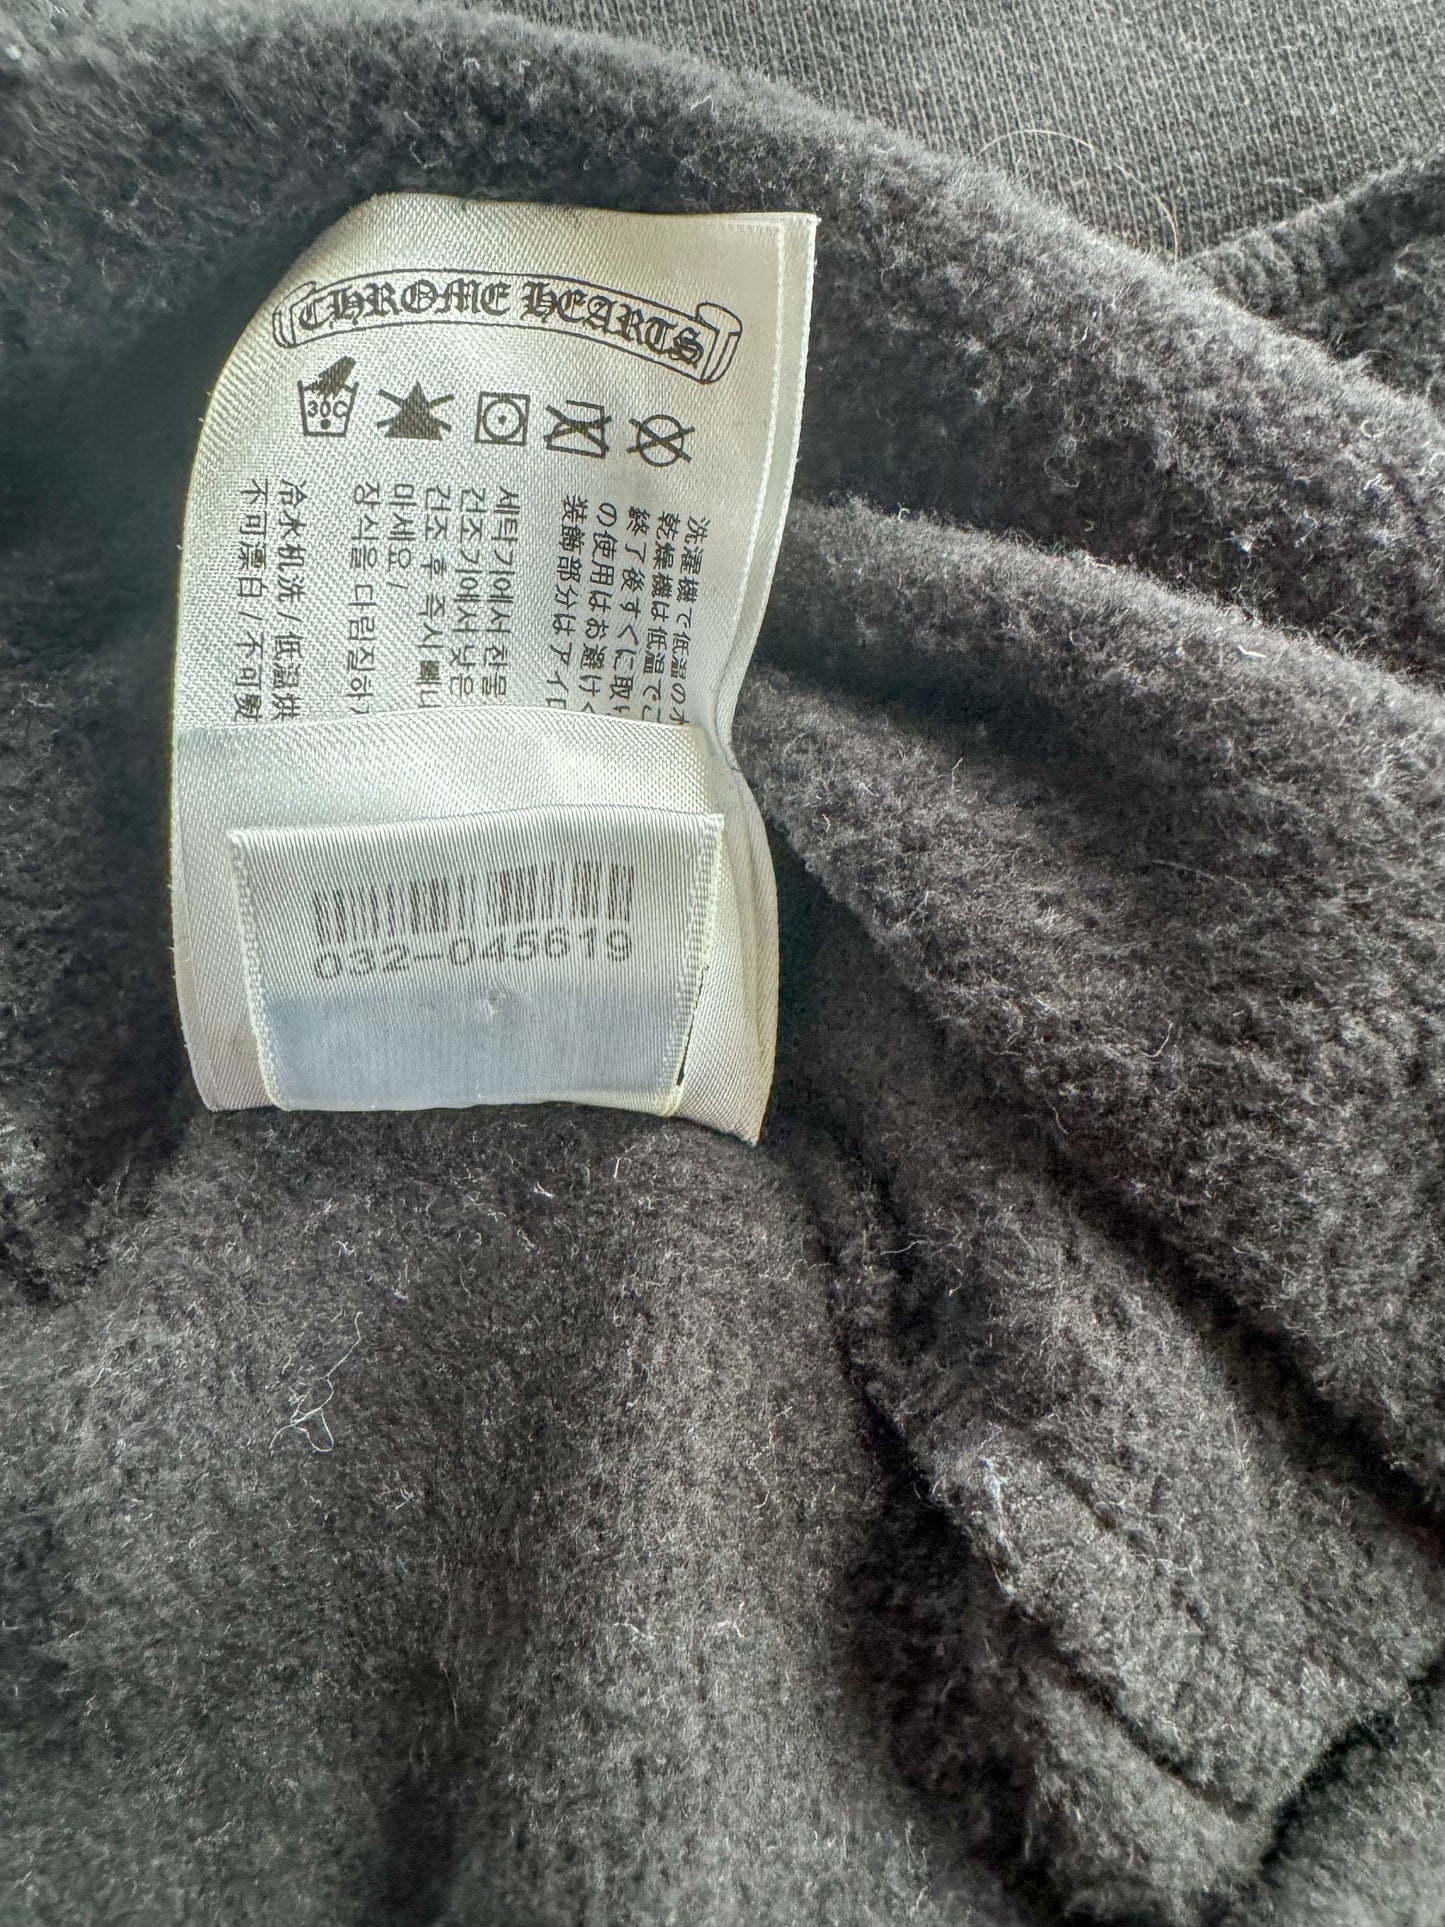 CHROME HEARTS
30C
洗濯機で低温の
乾燥機は低温で
終了後すぐに取
の使用はお避け
装飾部分はアイロ
세탁기에서 찬물
건조기에서 낮은
건조 후 즉시 빼
마세요 /
장식을 다림질하
冷水机洗/低温烘
不可漂白/不可
032-045619